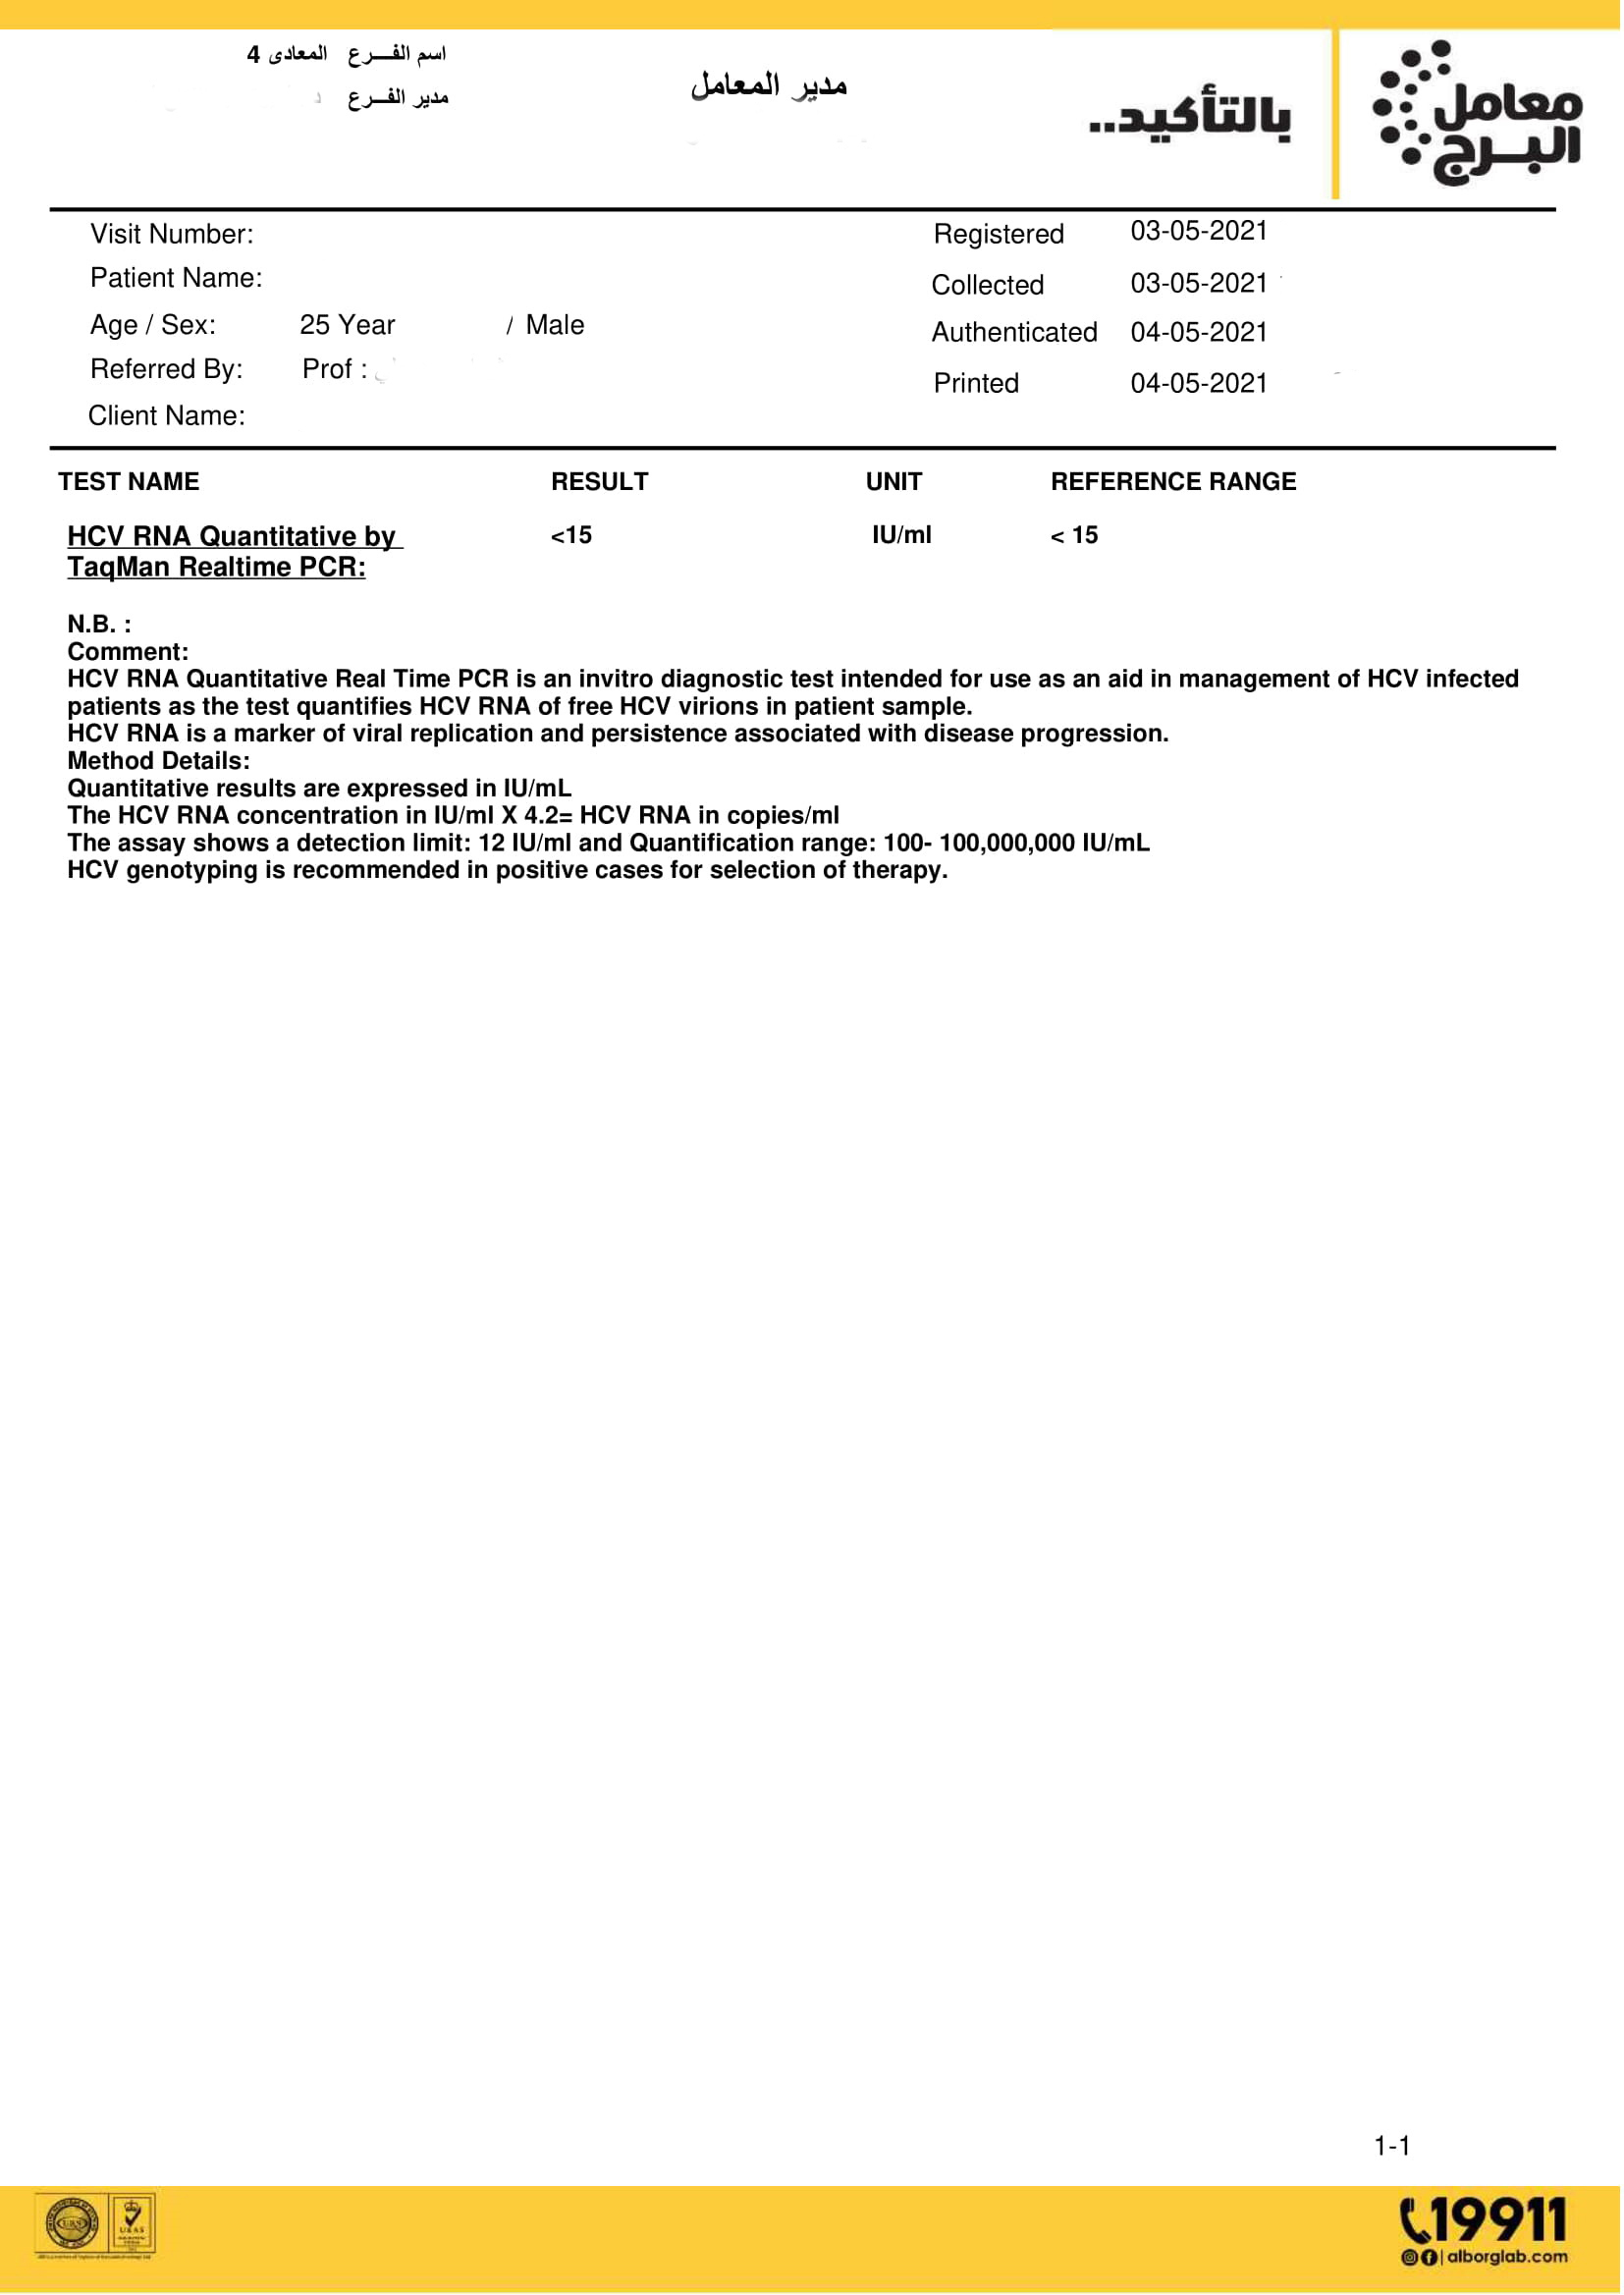 اسم الفـــرع المعادى 4
مدير الفـــرع
مدير المعامل
بالتأكيد..
معامل
البرج
Visit Number:
Patient Name:
Age / Sex: 25 Year / Male
Referred By: Prof :
Client Name:
Registered 03-05-2021
Collected 03-05-2021
Authenticated 04-05-2021
Printed 04-05-2021
TEST NAME RESULT UNIT REFERENCE RANGE
HCV RNA Quantitative by <15 IU/ml < 15
TaqMan Realtime PCR:
N.B. :
Comment:
HCV RNA Quantitative Real Time PCR is an invitro diagnostic test intended for use as an aid in management of HCV infected
patients as the test quantifies HCV RNA of free HCV virions in patient sample.
HCV RNA is a marker of viral replication and persistence associated with disease progression.
Method Details:
Quantitative results are expressed in IU/mL
The HCV RNA concentration in IU/ml X 4.2= HCV RNA in copies/ml
The assay shows a detection limit: 12 IU/ml and Quantification range: 100- 100,000,000 IU/mL
HCV genotyping is recommended in positive cases for selection of therapy.
1-1
URS
UKAS
19911
alborglab.com